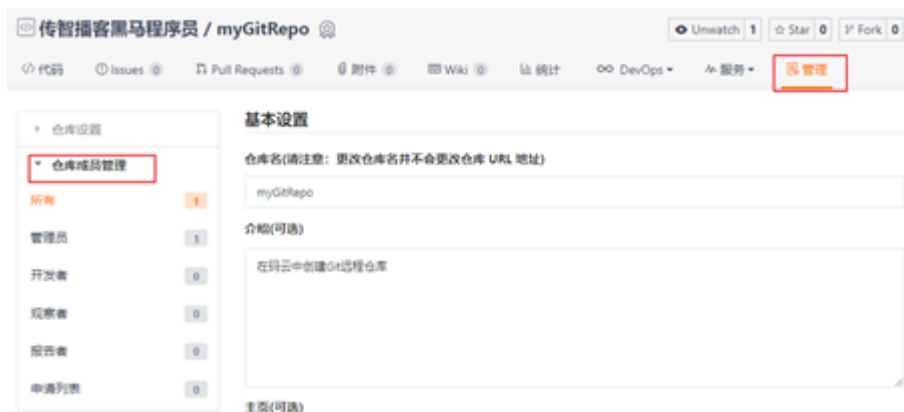 传智播客黑马程序员 / myGitRepo
Unwatch 1 Star 0 Fork 0
代码 Issues 0 Pull Requests 0 附件 0 Wiki 0 统计 DevOps 服务 管理
仓库设置
仓库成员管理
所有 1
管理员 1
开发者 0
观察者 0
报告者 0
申请列表 0
基本设置
仓库名(请注意：更改仓库名并不会更改仓库 URL 地址)
myGitRepo
介绍(可选)
在码云中创建Git远程仓库
主页(可选)